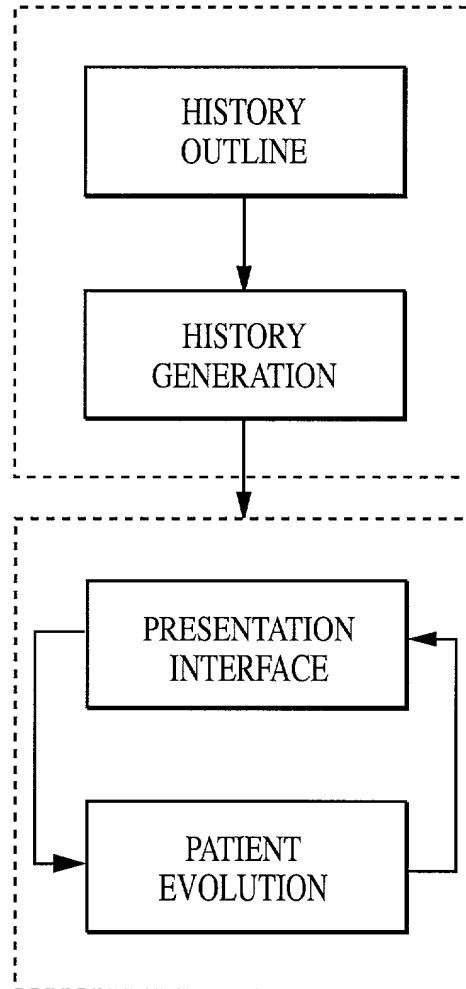 HISTORY
OUTLINE
HISTORY
GENERATION
PRESENTATION
INTERFACE
PATIENT
EVOLUTION